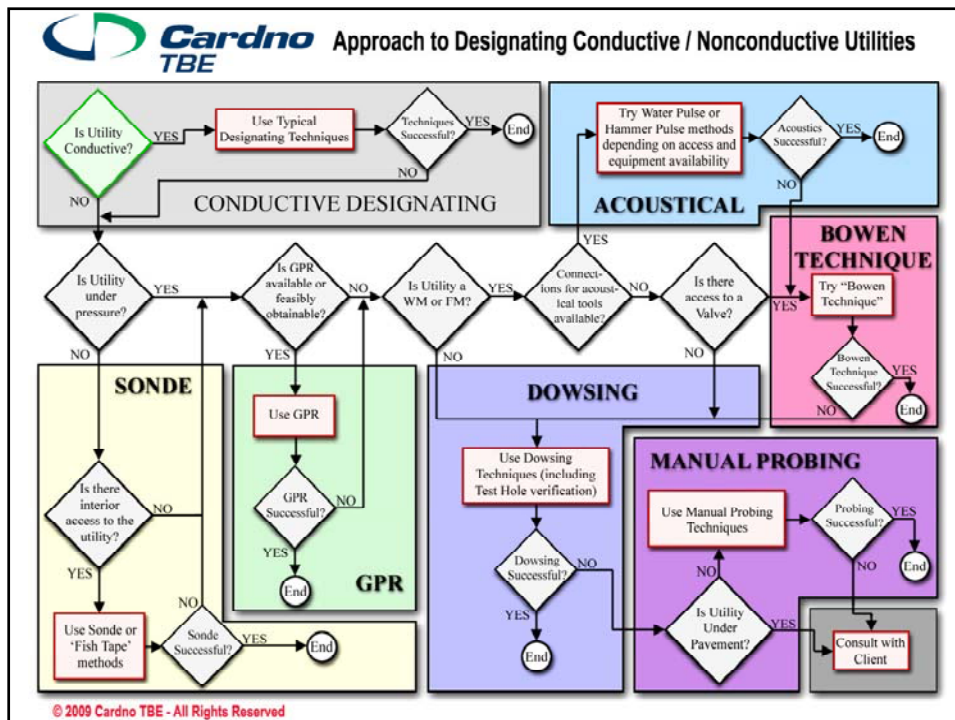 Cardno
TBE
Approach to Designating Conductive / Nonconductive Utilities
Is Utility
Conductive?
YES
NO
Use Typical
Designating Techniques
Techniques
Successful?
YES
End
NO
CONDUCTIVE DESIGNATING
Try Water Pulse or
Hammer Pulse methods
depending on access and
equipment availability
Acoustics
Successful?
YES
End
NO
ACOUSTICAL
Is Utility
under
pressure?
YES
NO
Is GPR
available or
feasibly
obtainable?
NO
YES
Is Utility a
WM or FM?
YES
NO
Connect-
ions for acoust-
ical tools
available?
YES
NO
Is there
access to a
Valve?
YES
NO
BOWEN
TECHNIQUE
Try “Bowen
Technique”
Bowen
Technique
Successful?
YES
End
NO
SONDE
Is there
interior
access to the
utility?
NO
YES
Use Sonde or
‘Fish Tape’
methods
Sonde
Successful?
NO
YES
End
GPR
Use GPR
GPR
Successful?
NO
YES
End
DOWSING
Use Dowsing
Techniques (including
Test Hole verification)
Dowsing
Successful?
NO
YES
End
MANUAL PROBING
Use Manual Probing
Techniques
Probing
Successful?
YES
End
NO
NO
Is Utility
Under
Pavement?
YES
Consult with
Client
© 2009 Cardno TBE - All Rights Reserved